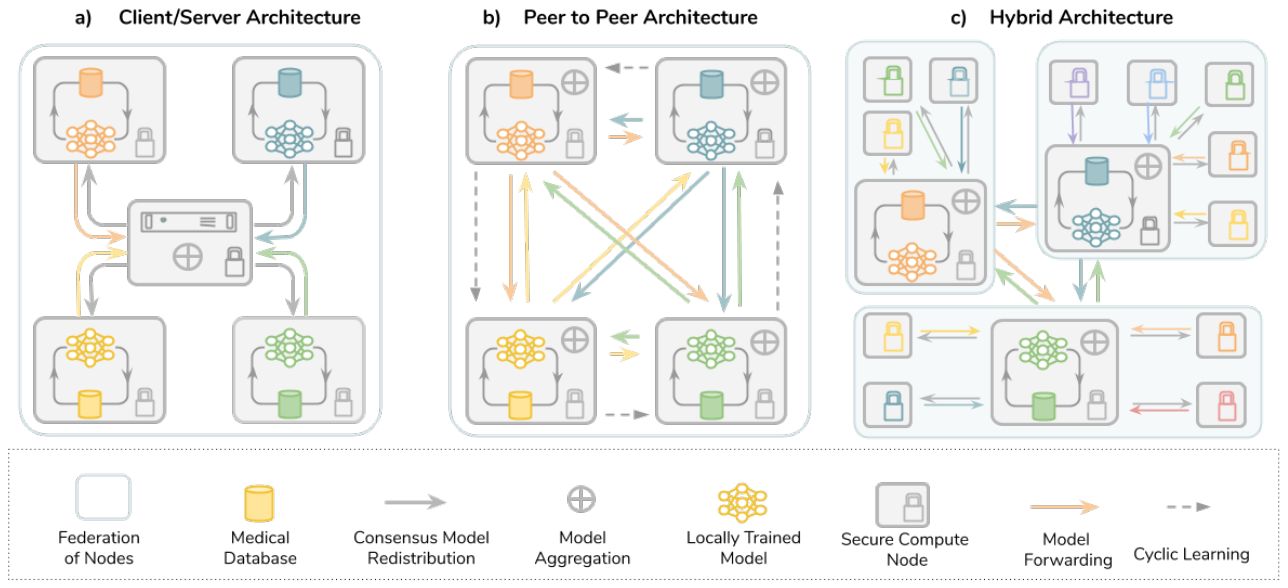 a) Client/Server Architecture
b) Peer to Peer Architecture
c) Hybrid Architecture
Federation
of Nodes
Medical
Database
Consensus Model
Redistribution
Model
Aggregation
Locally Trained
Model
Secure Compute
Node
Model
Forwarding
Cyclic Learning